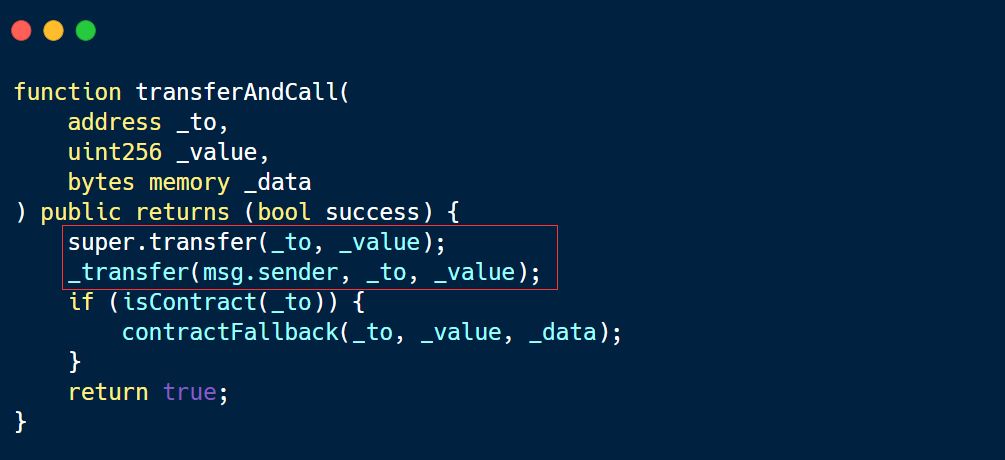 function transferAndCall(
    address _to,
    uint256 _value,
    bytes memory _data
) public returns (bool success) {
    super.transfer(_to, _value);
    _transfer(msg.sender, _to, _value);
    if (isContract(_to)) {
        contractFallback(_to, _value, _data);
    }
    return true;
}